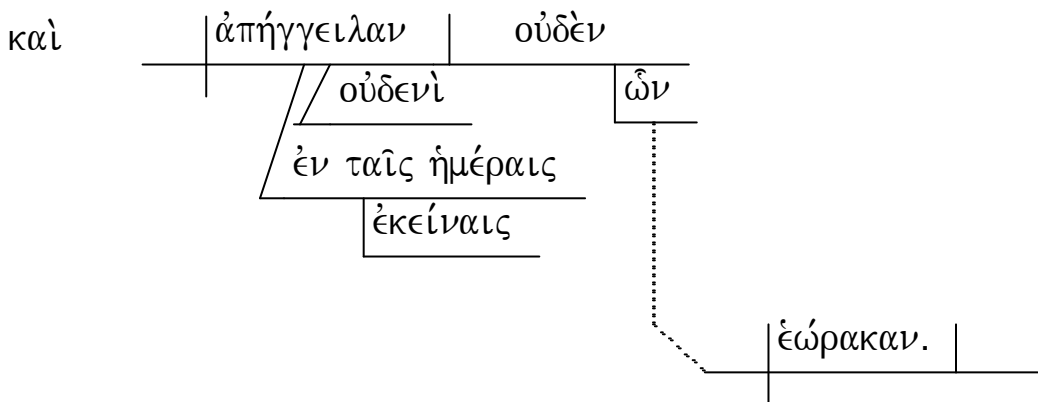 καὶ ἀπήγγειλαν οὐδὲν
οὐδενὶ ὧν
ἐν ταῖς ἡμέραις
ἐκείναις
ἑώρακαν.